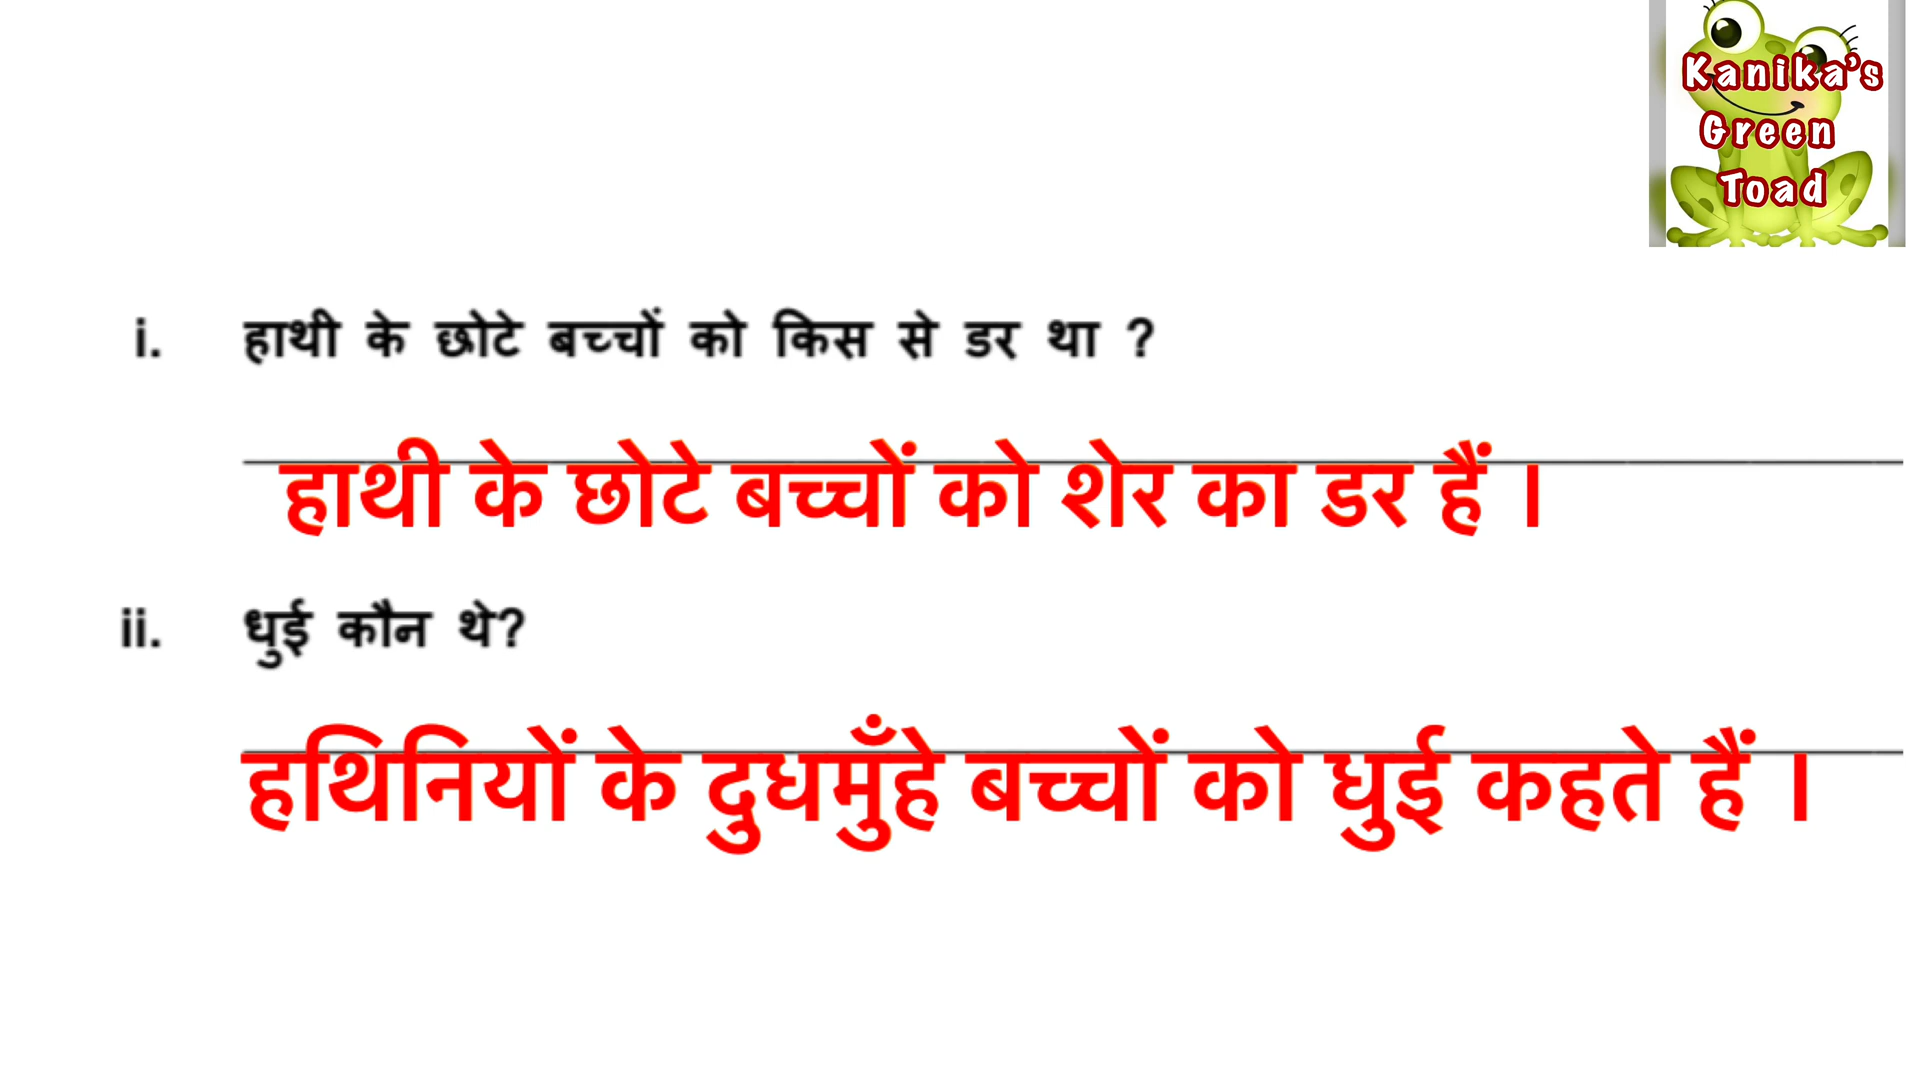 Kanika's
Green
Toad
i. हाथी के छोटे बच्चों को किस से डर था ?
हाथी के छोटे बच्चों को शेर का डर हैं ।
ii. धुई कौन थे?
हथिनियों के दुधमुँहे बच्चों को धुई कहते हैं ।